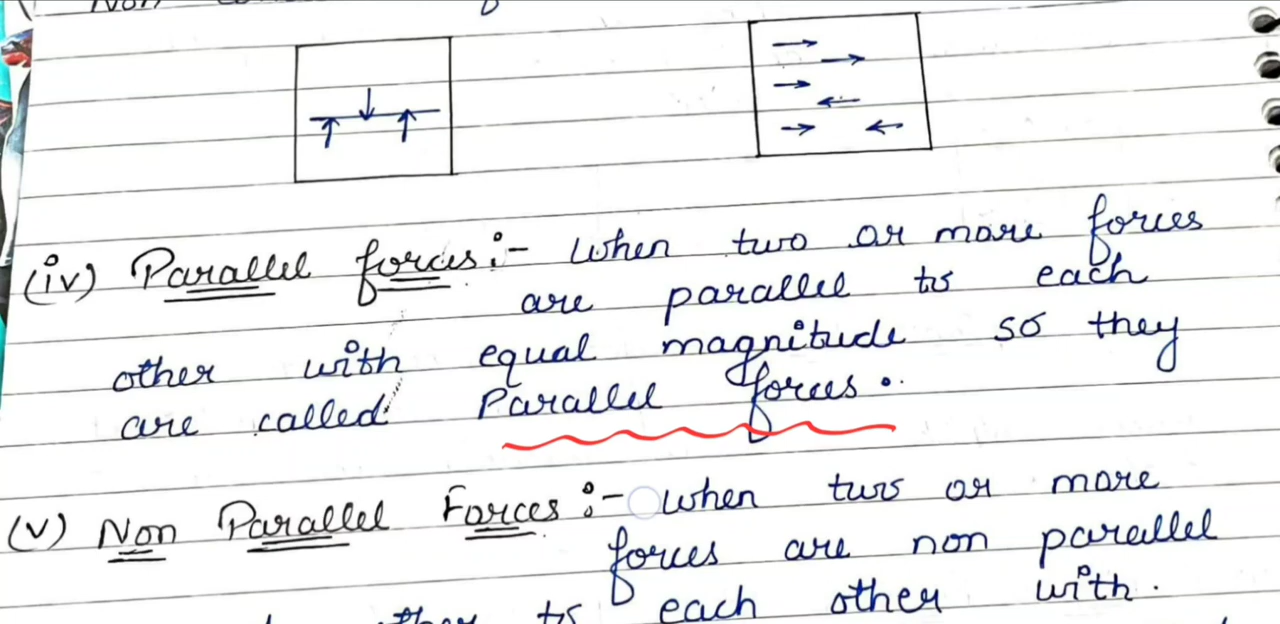 (iv) Parallel forces :- When two or more forces
are parallel to each
other with equal magnitude so they
are called Parallel forces.
(v) Non Parallel Forces :- when two or more
forces are non parallel
to each other with.